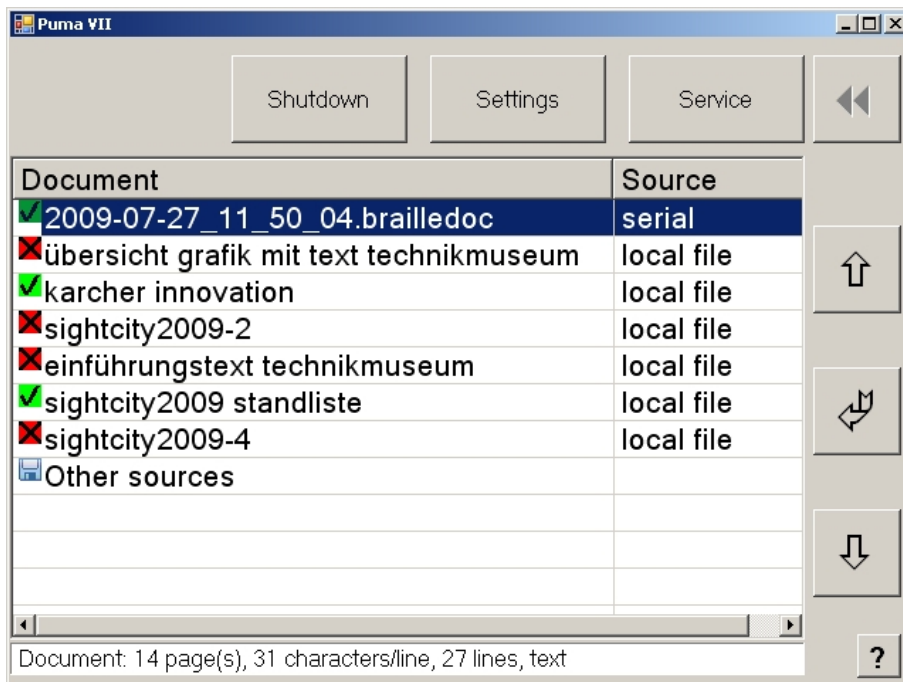 Puma VII
Shutdown Settings Service
Document Source
2009-07-27_11_50_04.brailledoc serial
übersicht grafik mit text technikmuseum local file
karcher innovation local file
sightcity2009-2 local file
einführungstext technikmuseum local file
sightcity2009 standliste local file
sightcity2009-4 local file
Other sources
Document: 14 page(s), 31 characters/line, 27 lines, text
?